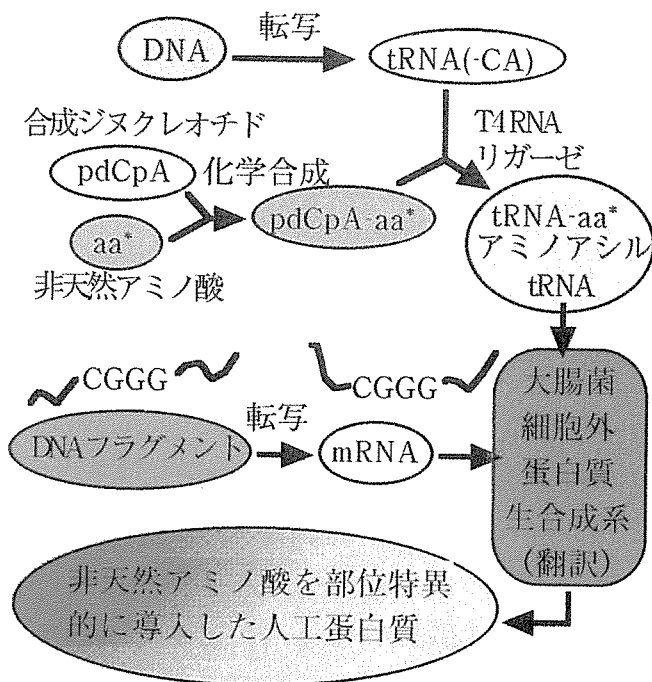 転写
DNA
tRNA(-CA)
合成ジヌクレオチド
T4RNA
リガーゼ
pdCpA
化学合成
pdCpA-aa*
aa*
非天然アミノ酸
tRNA-aa*
アミノアシル
tRNA
CGGG
CGGG
転写
DNAフラグメント
mRNA
大腸菌
細胞外
蛋白質
生合成系
(翻訳)
非天然アミノ酸を部位特異
的に導入した人工蛋白質